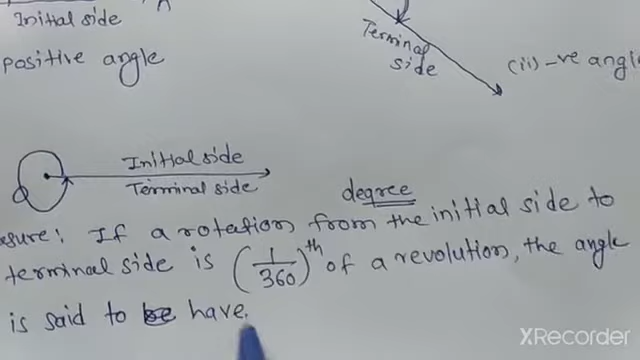 Initial side
A
positive angle
Terminal
side
(ii) -ve angle
Initial side
Terminal side
degree
asure: If a rotation from the initial side to
terminal side is (1/360)th of a revolution, the angle
is said to be have
XRecorder